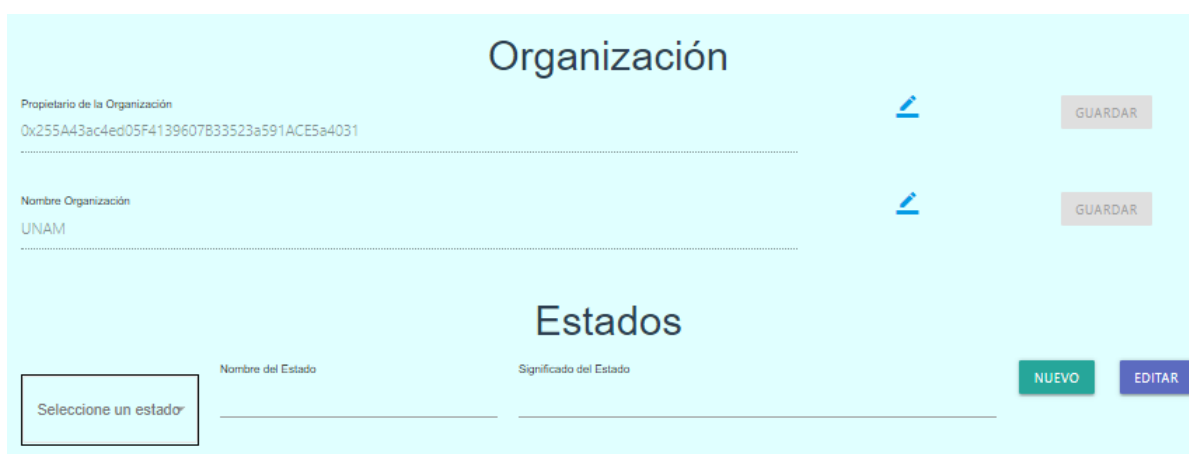 Organización
Propietario de la Organización
0x255A43ac4ed05F4139607B33523a591ACE5a4031
GUARDAR
Nombre Organización
UNAM
GUARDAR
Estados
Seleccione un estado
Nombre del Estado
Significado del Estado
NUEVO
EDITAR